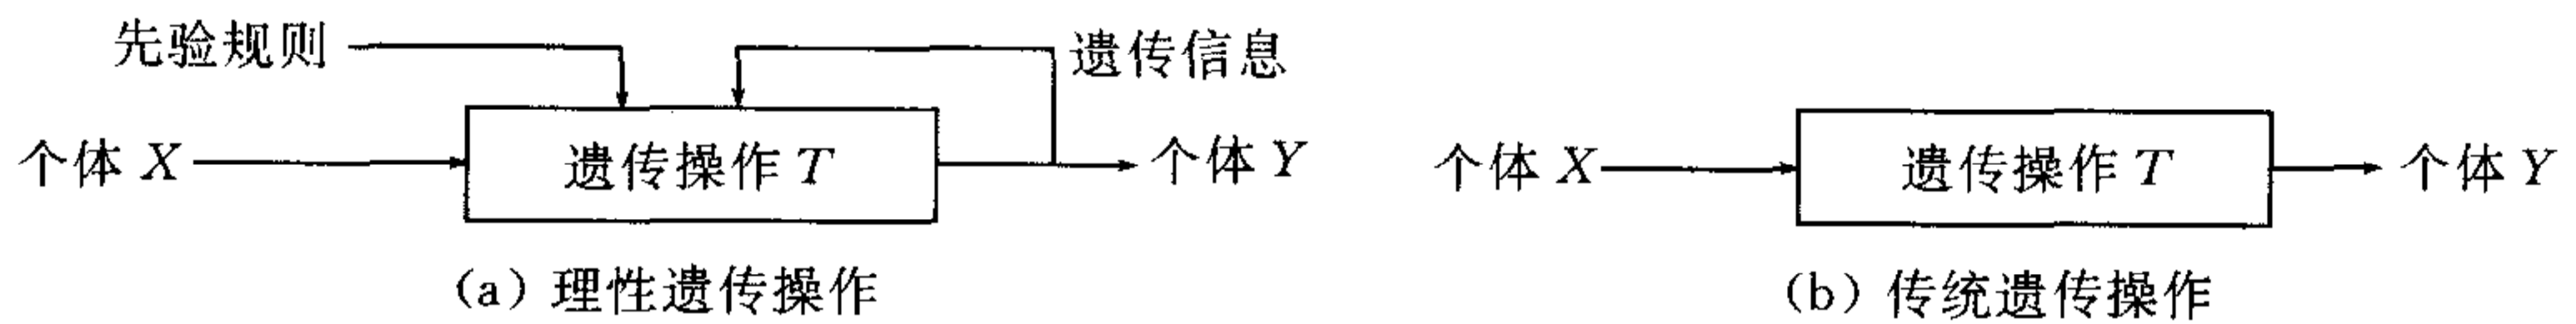 先验规则
遗传信息
个体 X
遗传操作 T
个体 Y
(a) 理性遗传操作
个体 X
遗传操作 T
个体 Y
(b) 传统遗传操作